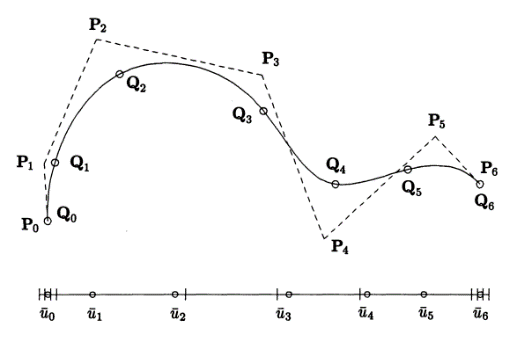 P₂
P₃
Q₂
Q₃
P₅
P₁
Q₁
Q₄
P₆
Q₀
Q₅
Q₆
P₀
P₄
ū₀ ū₁ ū₂ ū₃ ū₄ ū₅ ū₆